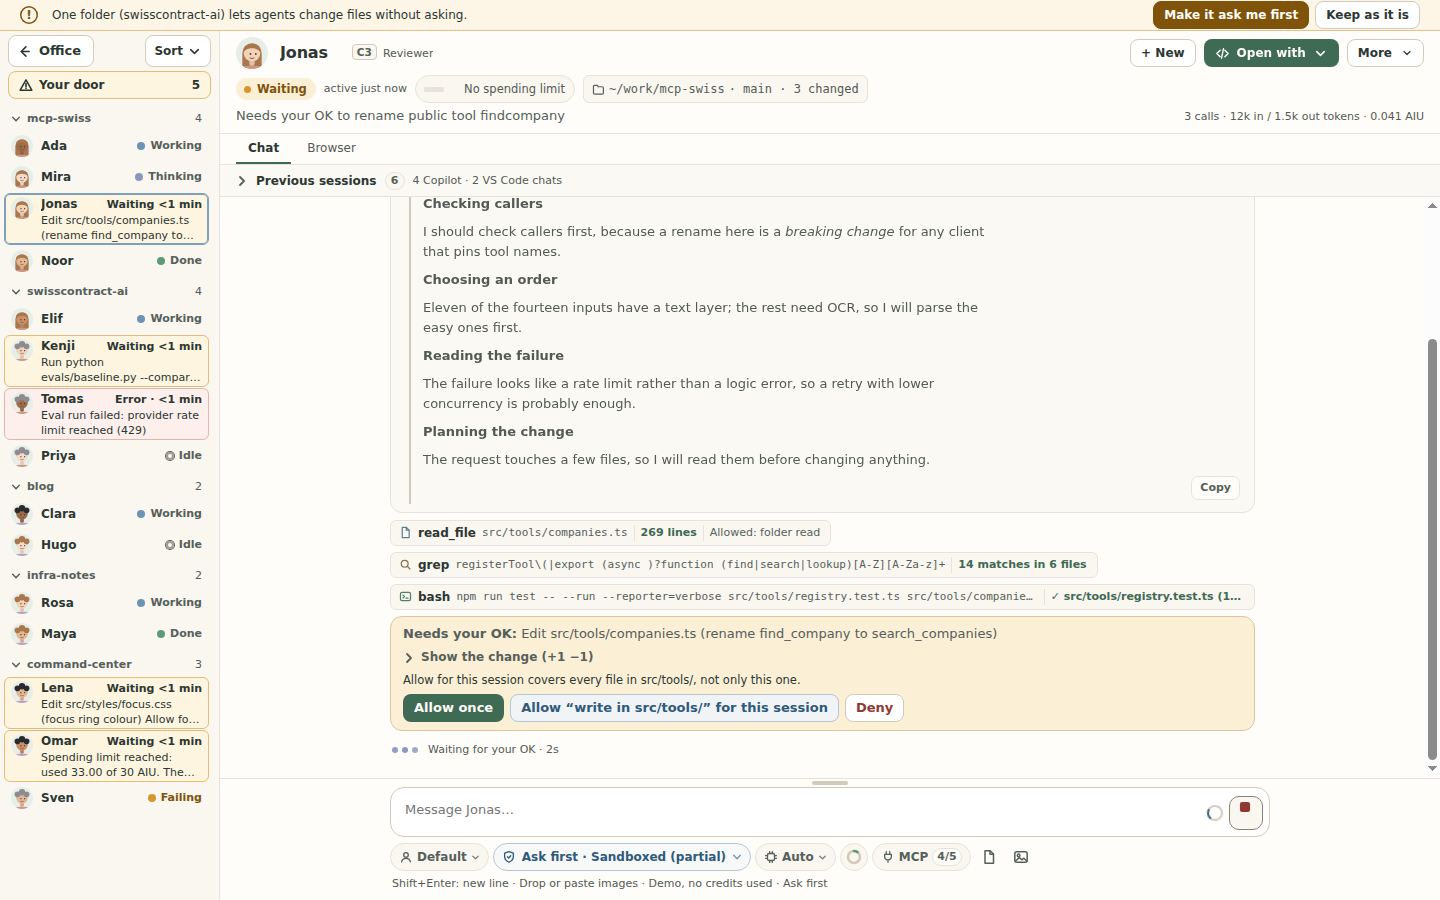 One folder (swisscontract-ai) lets agents change files without asking.
Make it ask me first
Keep as it is
Office
Sort
Your door 5
mcp-swiss 4
Ada Working
Mira Thinking
Jonas Waiting <1 min
Edit src/tools/companies.ts
(rename find_company to…
Noor Done
swisscontract-ai 4
Elif Working
Kenji Waiting <1 min
Run python
evals/baseline.py --compar…
Tomas Error · <1 min
Eval run failed: provider rate
limit reached (429)
Priya Idle
blog 2
Clara Working
Hugo Idle
infra-notes 2
Rosa Working
Maya Done
command-center 3
Lena Waiting <1 min
Edit src/styles/focus.css
(focus ring colour) Allow fo…
Omar Waiting <1 min
Spending limit reached:
used 33.00 of 30 AIU. The…
Sven Failing
Jonas C3 Reviewer
+ New
Open with
More
Waiting active just now No spending limit ~/work/mcp-swiss · main · 3 changed
Needs your OK to rename public tool findcompany
3 calls · 12k in / 1.5k out tokens · 0.041 AIU
Chat Browser
Previous sessions 6 4 Copilot · 2 VS Code chats
Checking callers
I should check callers first, because a rename here is a breaking change for any client
that pins tool names.
Choosing an order
Eleven of the fourteen inputs have a text layer; the rest need OCR, so I will parse the
easy ones first.
Reading the failure
The failure looks like a rate limit rather than a logic error, so a retry with lower
concurrency is probably enough.
Planning the change
The request touches a few files, so I will read them before changing anything.
Copy
read_file src/tools/companies.ts 269 lines Allowed: folder read
grep registerTool\(|export (async )?function (find|search|lookup)[A-Z][A-Za-z]+ 14 matches in 6 files
bash npm run test -- --run --reporter=verbose src/tools/registry.test.ts src/tools/companie… ✓ src/tools/registry.test.ts (1…
Needs your OK: Edit src/tools/companies.ts (rename find_company to search_companies)
Show the change (+1 −1)
Allow for this session covers every file in src/tools/, not only this one.
Allow once
Allow “write in src/tools/” for this session
Deny
Waiting for your OK · 2s
Message Jonas…
Default
Ask first · Sandboxed (partial)
Auto
MCP 4/5
Shift+Enter: new line · Drop or paste images · Demo, no credits used · Ask first